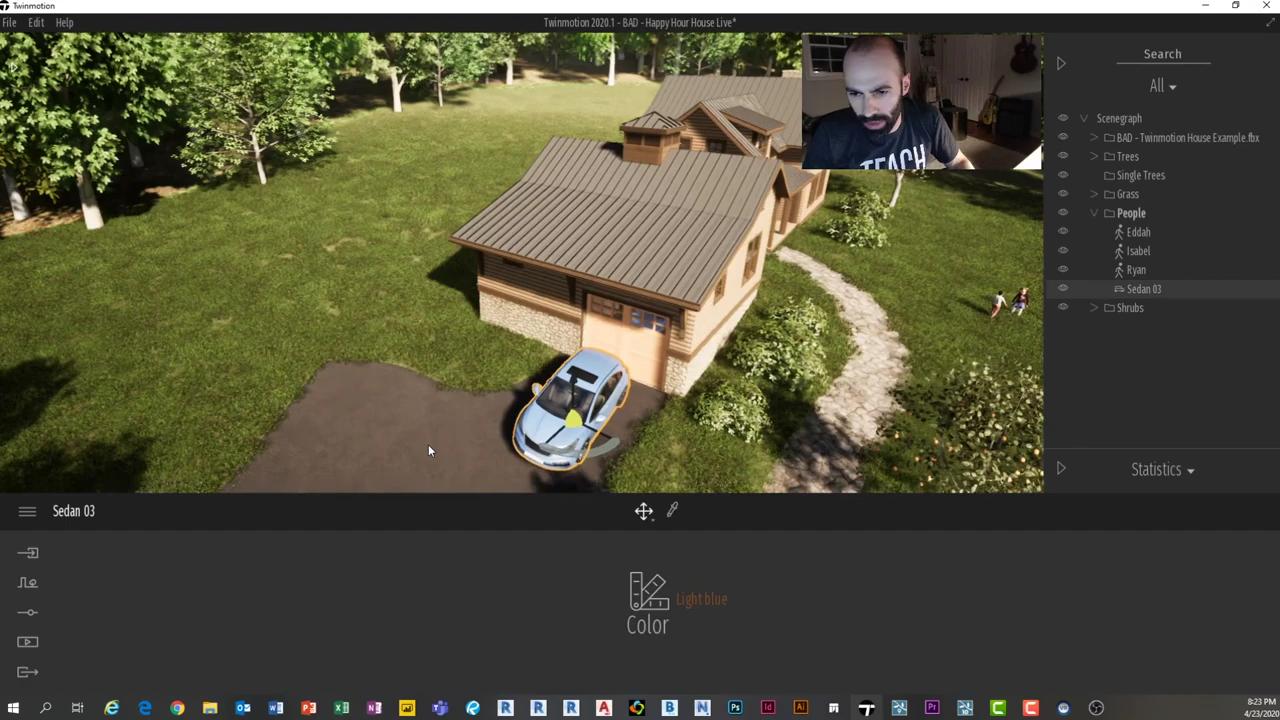 Twinmotion
File Edit Help
Twinmotion 2020.1 - BAD - Happy Hour House Live*
TEACH
Search
All
Scenegraph
BAD - Twinmotion House Example.fbx
Trees
Single Trees
Grass
People
Eddah
Isabel
Ryan
Sedan 03
Shrubs
Statistics
Sedan 03
Light blue
Color
8:23 PM
4/23/2020